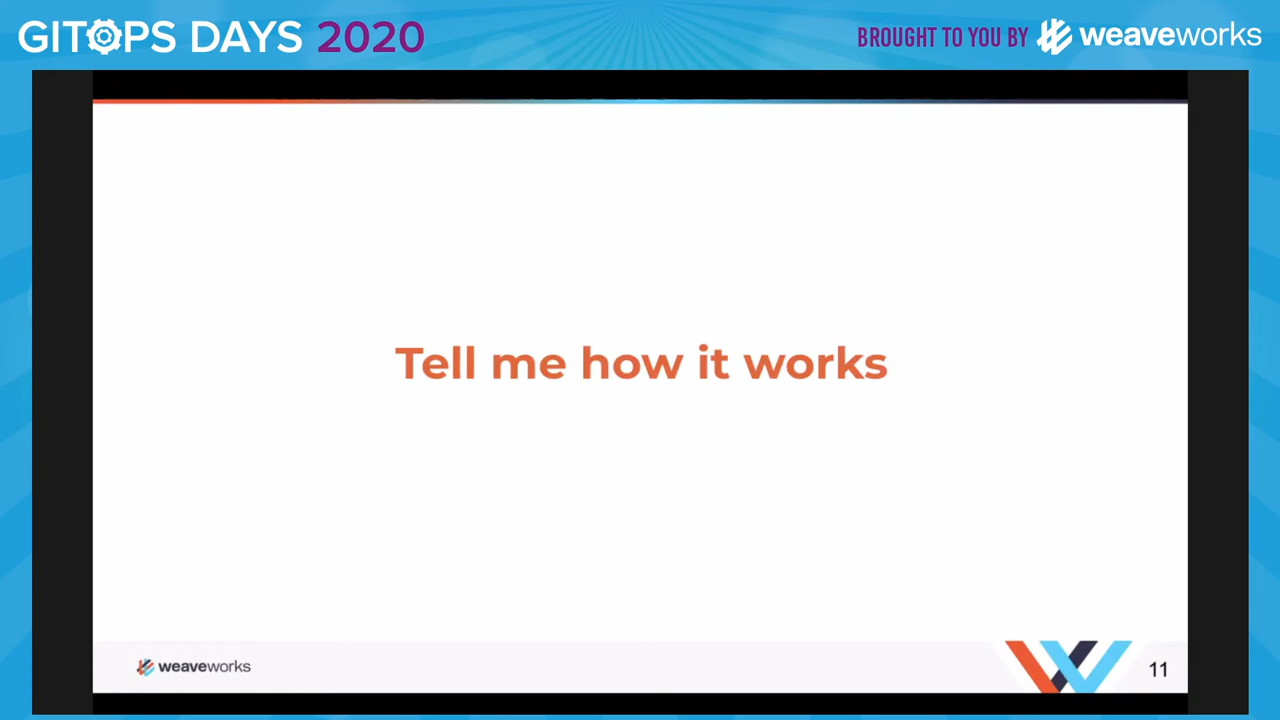 GITOPS DAYS 2020
BROUGHT TO YOU BY weaveworks
Tell me how it works
weaveworks
11